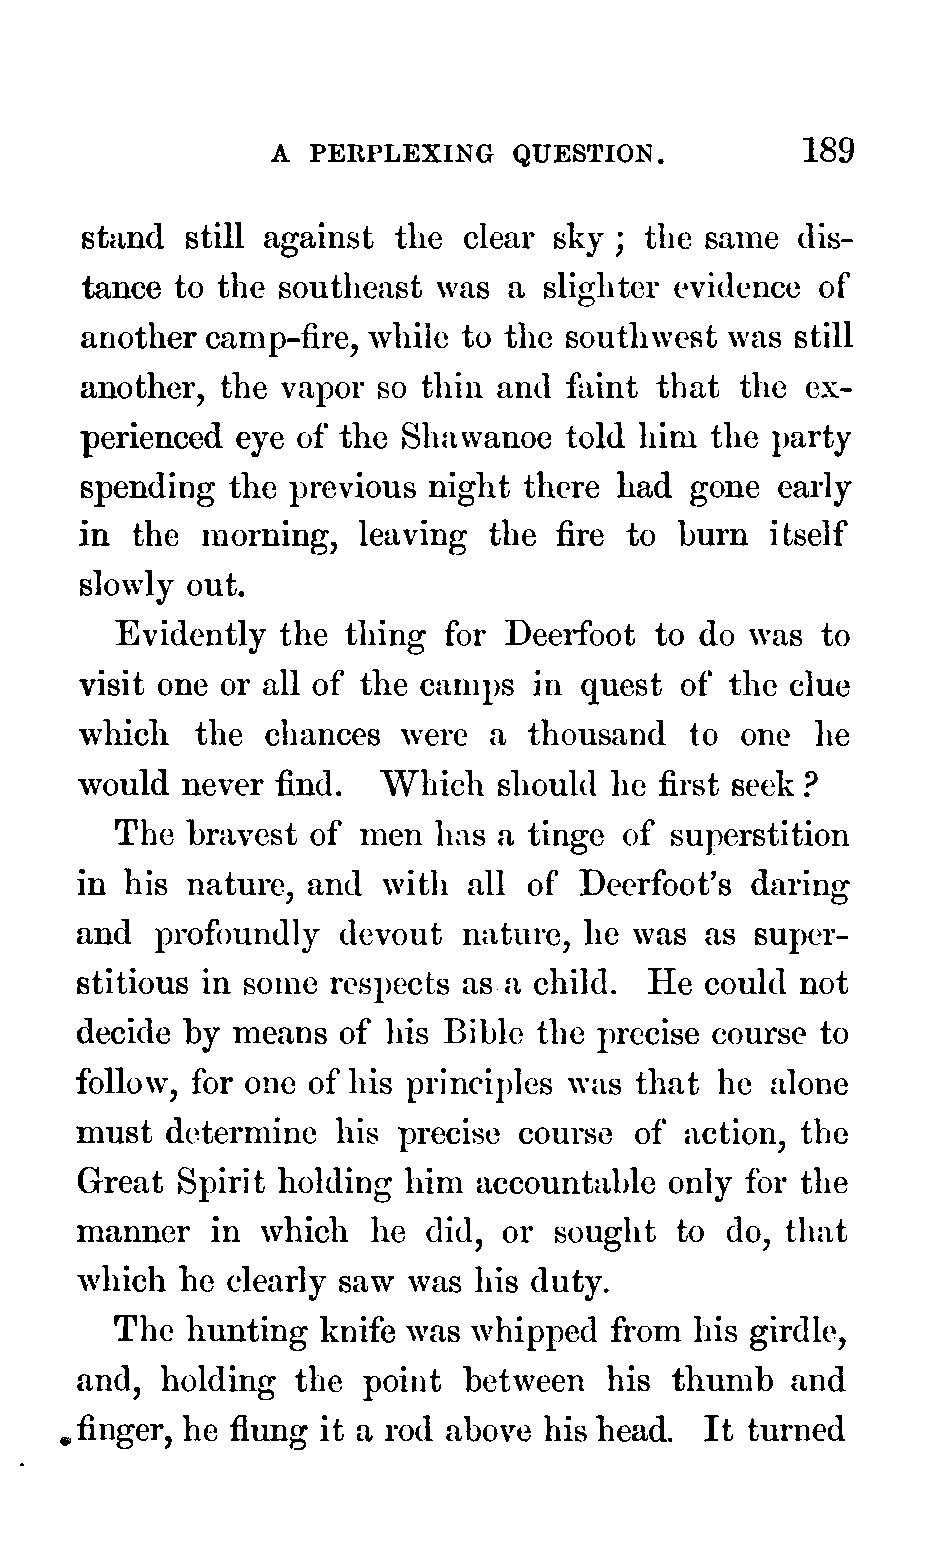 A PERPLEXING QUESTION. 189
stand still against the clear sky ; the same dis-
tance to the southeast was a slighter evidence of
another camp-fire, while to the southwest was still
another, the vapor so thin and faint that the ex-
perienced eye of the Shawanoe told him the party
spending the previous night there had gone early
in the morning, leaving the fire to burn itself
slowly out.
Evidently the thing for Deerfoot to do was to
visit one or all of the camps in quest of the clue
which the chances were a thousand to one he
would never find. Which should he first seek ?
The bravest of men has a tinge of superstition
in his nature, and with all of Deerfoot's daring
and profoundly devout nature, he was as super-
stitious in some respects as a child. He could not
decide by means of his Bible the precise course to
follow, for one of his principles was that he alone
must determine his precise course of action, the
Great Spirit holding him accountable only for the
manner in which he did, or sought to do, that
which he clearly saw was his duty.
The hunting knife was whipped from his girdle,
and, holding the point between his thumb and
finger, he flung it a rod above his head. It turned